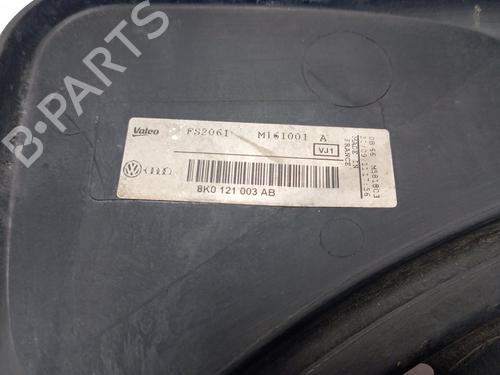 B-PARTS
Valeo FS2061 M161001 A
VJ1
8K0 121 003 AB
MADE IN
FRANCE